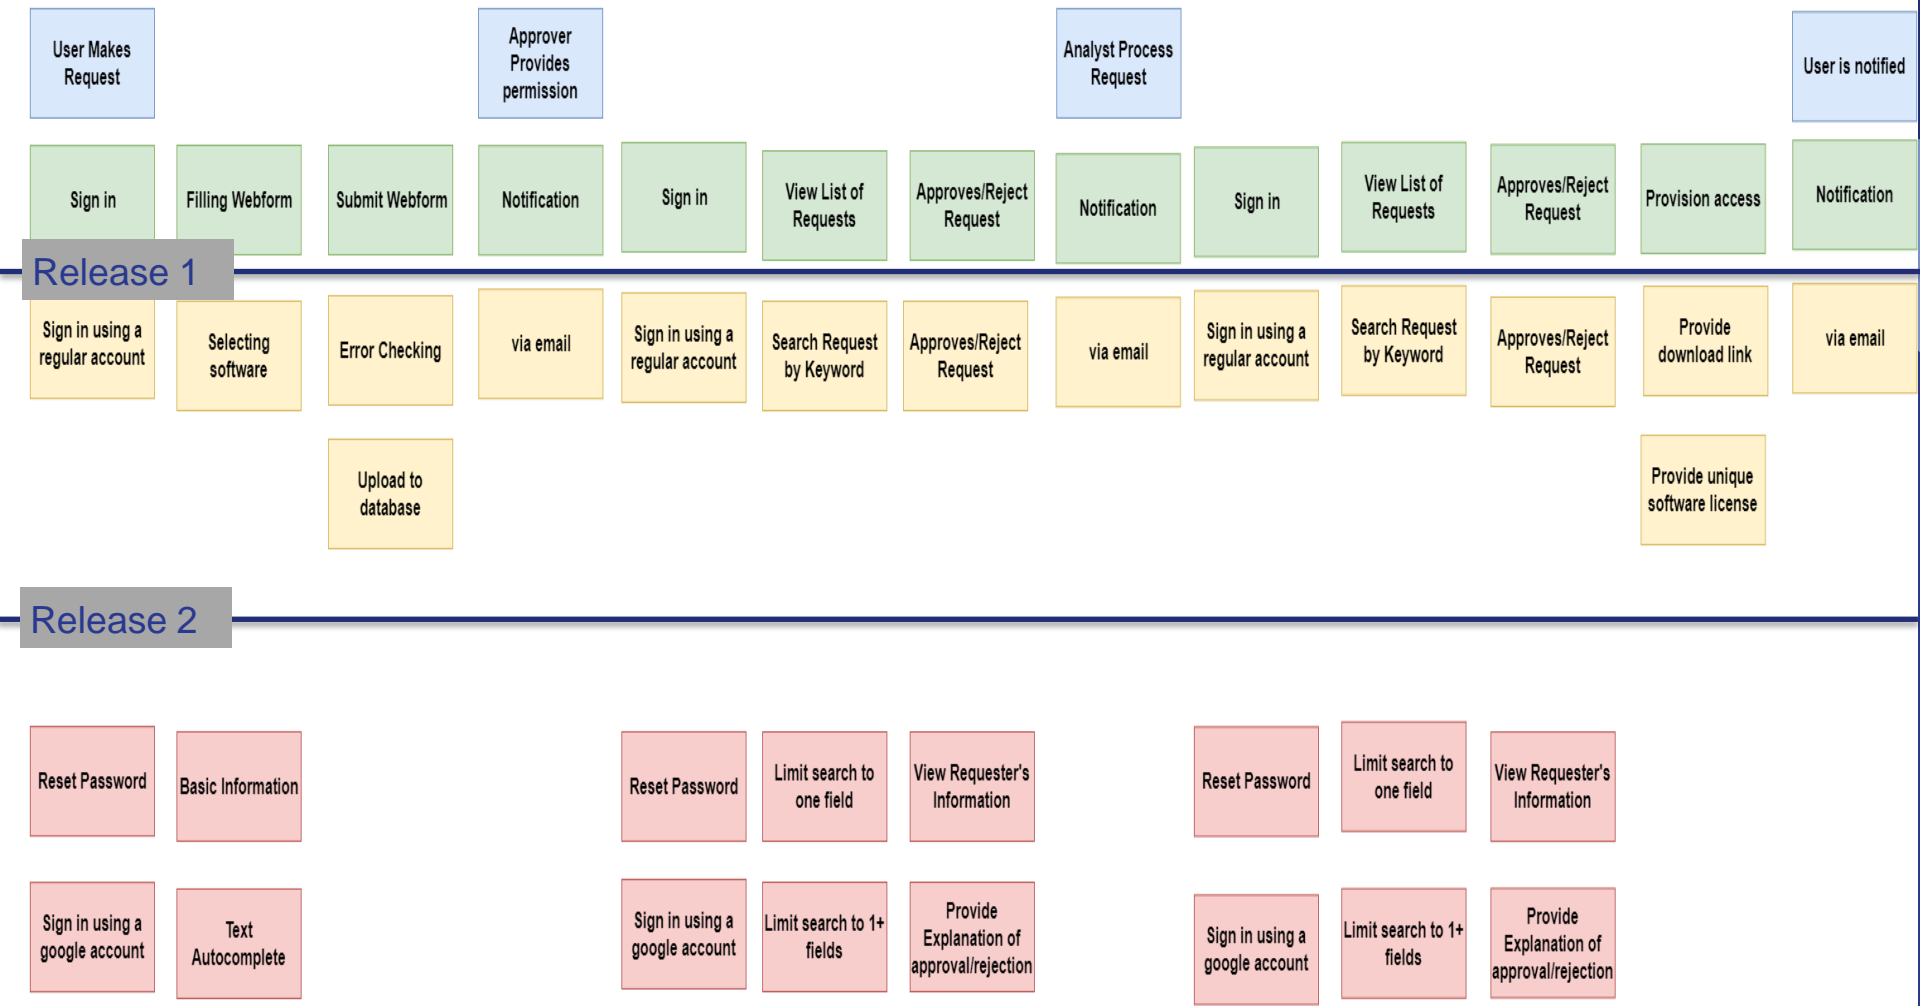 User Makes
Request
Approver
Provides
permission
Analyst Process
Request
User is notified
Sign in
Filling Webform
Submit Webform
Notification
Sign in
View List of
Requests
Approves/Reject
Request
Notification
Sign in
View List of
Requests
Approves/Reject
Request
Provision access
Notification
Release 1
Sign in using a
regular account
Selecting
software
Error Checking
via email
Sign in using a
regular account
Search Request
by Keyword
Approves/Reject
Request
via email
Sign in using a
regular account
Search Request
by Keyword
Approves/Reject
Request
Provide
download link
via email
Upload to
database
Provide unique
software license
Release 2
Reset Password
Basic Information
Reset Password
Limit search to
one field
View Requester's
Information
Reset Password
Limit search to
one field
View Requester's
Information
Sign in using a
google account
Text
Autocomplete
Sign in using a
google account
Limit search to 1+
fields
Provide
Explanation of
approval/rejection
Sign in using a
google account
Limit search to 1+
fields
Provide
Explanation of
approval/rejection